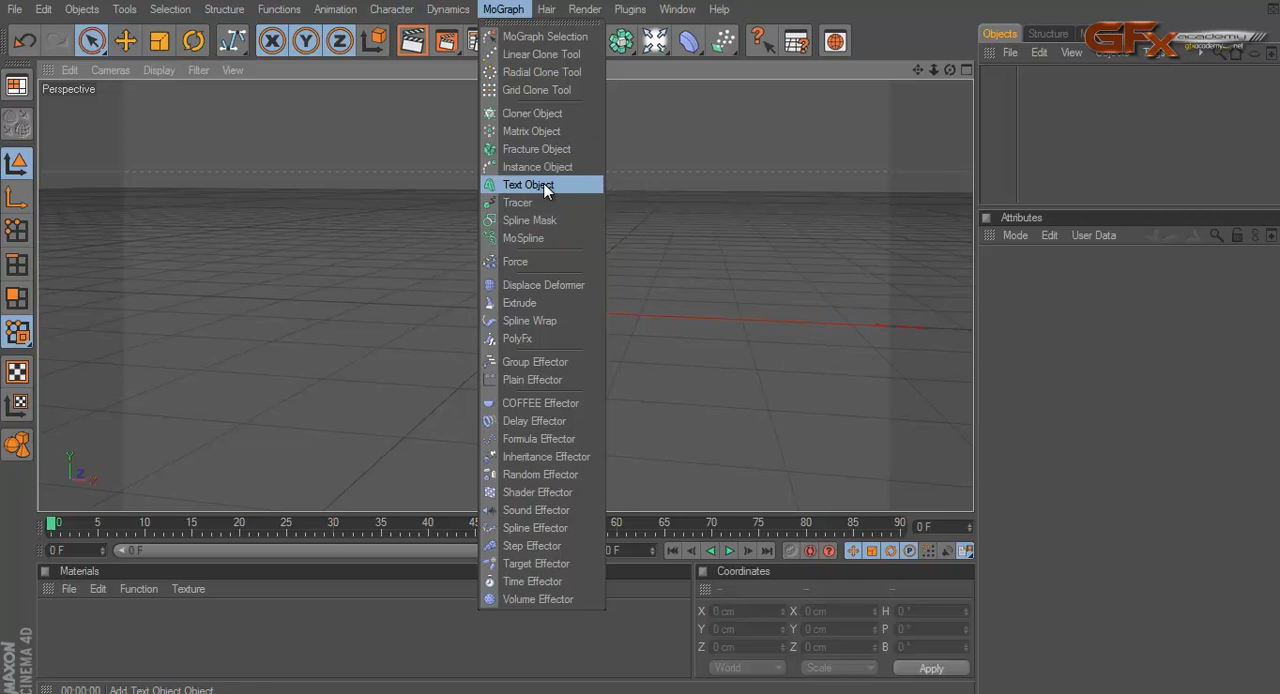 File Edit Objects Tools Selection Structure Functions Animation Character Dynamics MoGraph Hair Render Plugins Window Help
MoGraph Selection
Linear Clone Tool
Radial Clone Tool
Grid Clone Tool
Cloner Object
Matrix Object
Fracture Object
Instance Object
Text Object
Tracer
Spline Mask
MoSpline
Force
Displace Deformer
Extrude
Spline Wrap
PolyFx
Group Effector
Plain Effector
COFFEE Effector
Delay Effector
Formula Effector
Inheritance Effector
Random Effector
Shader Effector
Sound Effector
Spline Effector
Step Effector
Target Effector
Time Effector
Volume Effector
X Y Z
Edit Cameras Display Filter View
Perspective
Y
Z
0 5 10 15 20 25 30 35 40 45 60 65 70 75 80 85 90 0 F
0 F 0 F 0 F
Materials
File Edit Function Texture
Coordinates
X 0 cm X 0 cm H 0 °
Y 0 cm Y 0 cm P 0 °
Z 0 cm Z 0 cm B 0 °
World Scale Apply
00:00:00 Add Text Object Object
MAXON
CINEMA 4D
Objects Structure
File Edit View
GFx academy
gfxacademy.net
Attributes
Mode Edit User Data